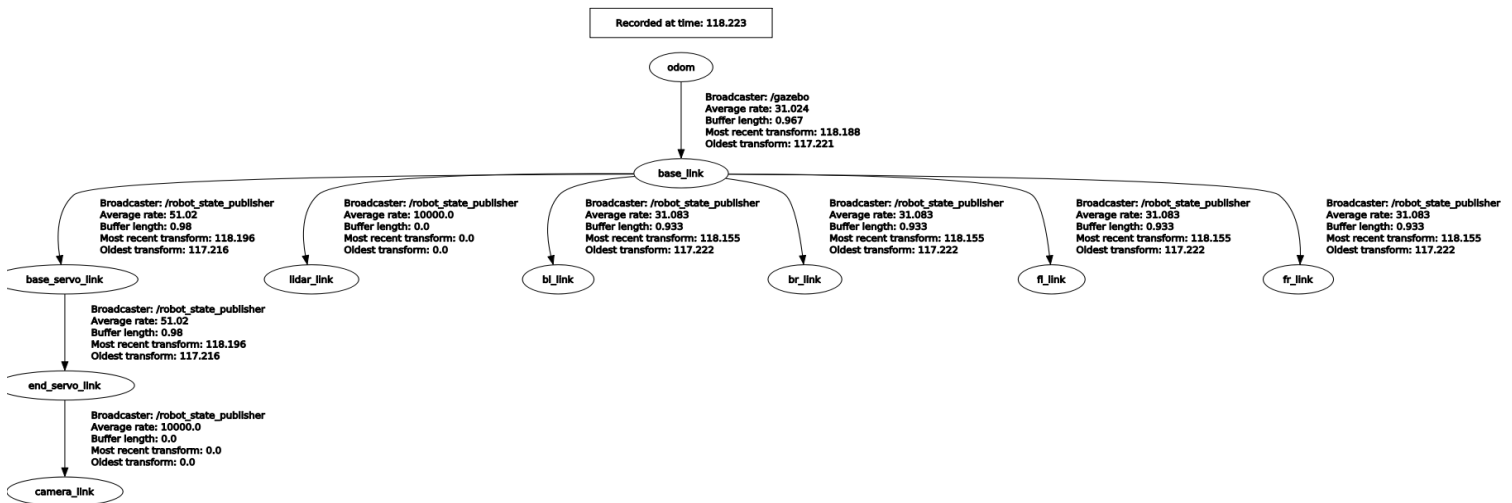 Recorded at time: 118.223
odom
Broadcaster: /gazebo
Average rate: 31.024
Buffer length: 0.967
Most recent transform: 118.188
Oldest transform: 117.221
base_link
Broadcaster: /robot_state_publisher
Average rate: 51.02
Buffer length: 0.98
Most recent transform: 118.196
Oldest transform: 117.216
Broadcaster: /robot_state_publisher
Average rate: 10000.0
Buffer length: 0.0
Most recent transform: 0.0
Oldest transform: 0.0
Broadcaster: /robot_state_publisher
Average rate: 31.083
Buffer length: 0.933
Most recent transform: 118.155
Oldest transform: 117.222
Broadcaster: /robot_state_publisher
Average rate: 31.083
Buffer length: 0.933
Most recent transform: 118.155
Oldest transform: 117.222
Broadcaster: /robot_state_publisher
Average rate: 31.083
Buffer length: 0.933
Most recent transform: 118.155
Oldest transform: 117.222
Broadcaster: /robot_state_publisher
Average rate: 31.083
Buffer length: 0.933
Most recent transform: 118.155
Oldest transform: 117.222
base_servo_link
lidar_link
bl_link
br_link
fl_link
fr_link
Broadcaster: /robot_state_publisher
Average rate: 51.02
Buffer length: 0.98
Most recent transform: 118.196
Oldest transform: 117.216
end_servo_link
Broadcaster: /robot_state_publisher
Average rate: 10000.0
Buffer length: 0.0
Most recent transform: 0.0
Oldest transform: 0.0
camera_link